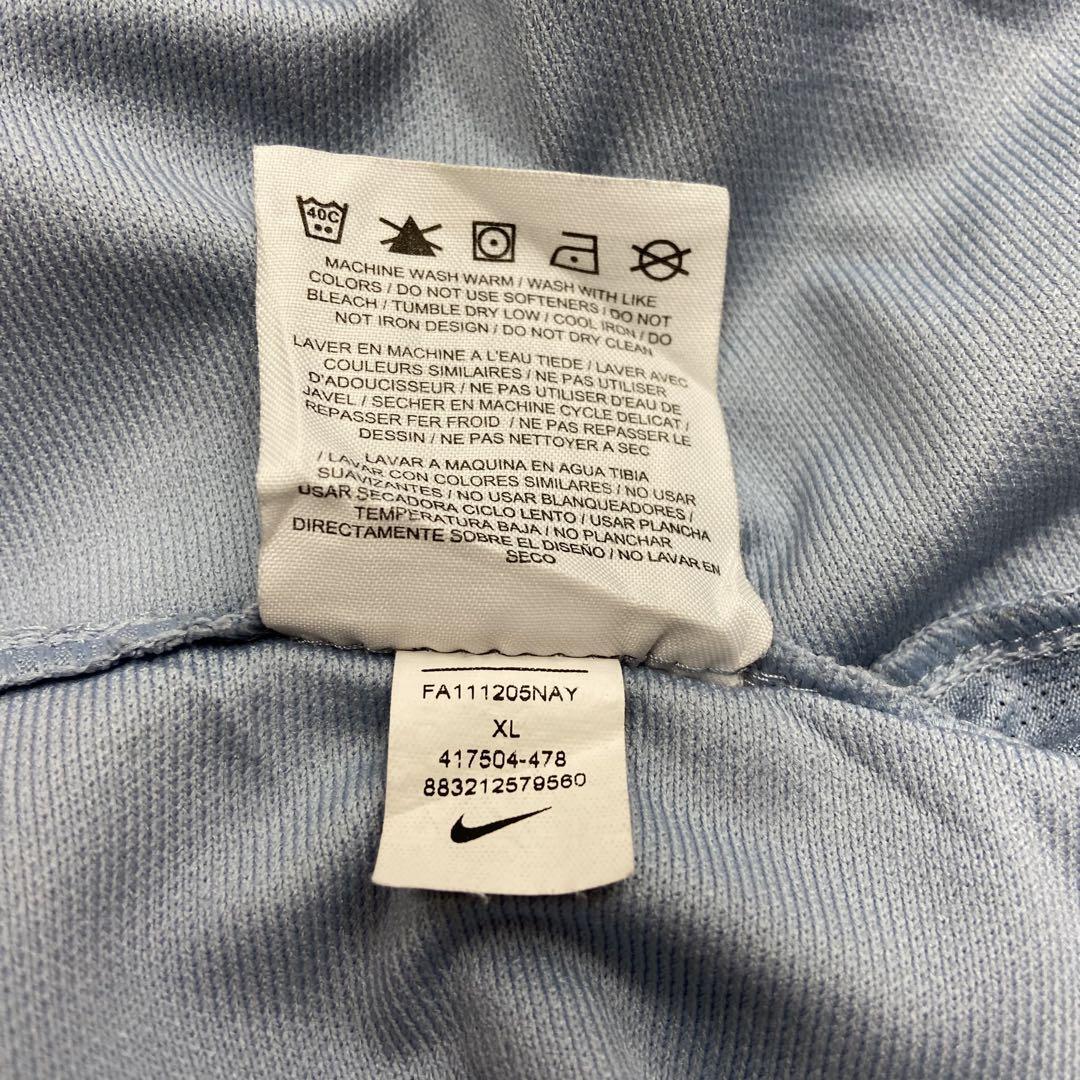 40C
MACHINE WASH WARM / WASH WITH LIKE
COLORS / DO NOT USE SOFTENERS / DO NOT
BLEACH / TUMBLE DRY LOW / COOL IRON / DO
NOT IRON DESIGN / DO NOT DRY CLEAN
LAVER EN MACHINE A L'EAU TIEDE / LAVER AVEC
COULEURS SIMILAIRES / NE PAS UTILISER
D'ADOUCISSEUR / NE PAS UTILISER D'EAU DE
JAVEL / SECHER EN MACHINE CYCLE DELICAT /
REPASSER FER FROID / NE PAS REPASSER LE
DESSIN / NE PAS NETTOYER A SEC
LAVAR A MAQUINA EN AGUA TIBIA
/ LAVAR CON COLORES SIMILARES / NO USAR
SUAVIZANTES / NO USAR BLANQUEADORES /
USAR SECADORA CICLO LENTO / USAR PLANCHA
TEMPERATURA BAJA / NO PLANCHAR
DIRECTAMENTE SOBRE EL DISEÑO / NO LAVAR EN
SECO
FA111205NAY
XL
417504-478
883212579560